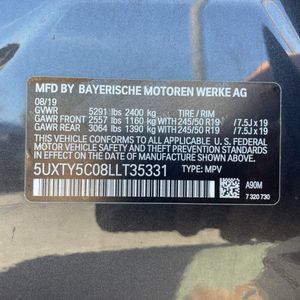 MFD BY BAYERISCHE MOTOREN WERKE AG
08/19
GVWR 5291 lbs 2400 kg TIRE / RIM
GAWR FRONT 2557 lbs 1160 kg WITH 245/50 R19 /7.5J x 19
GAWR REAR 3064 lbs 1390 kg WITH 245/50 R19 /7.5J x 19
THIS VEHICLE CONFORMS TO ALL APPLICABLE U.S. FEDERAL
MOTOR VEHICLE SAFETY AND THEFT PREVENTION
STANDARDS IN EFFECT ON THE DATE OF
MANUFACTURE SHOWN ABOVE.
5UXTY5C08LLT35331 TYPE: MPV
A90M
7 320 730